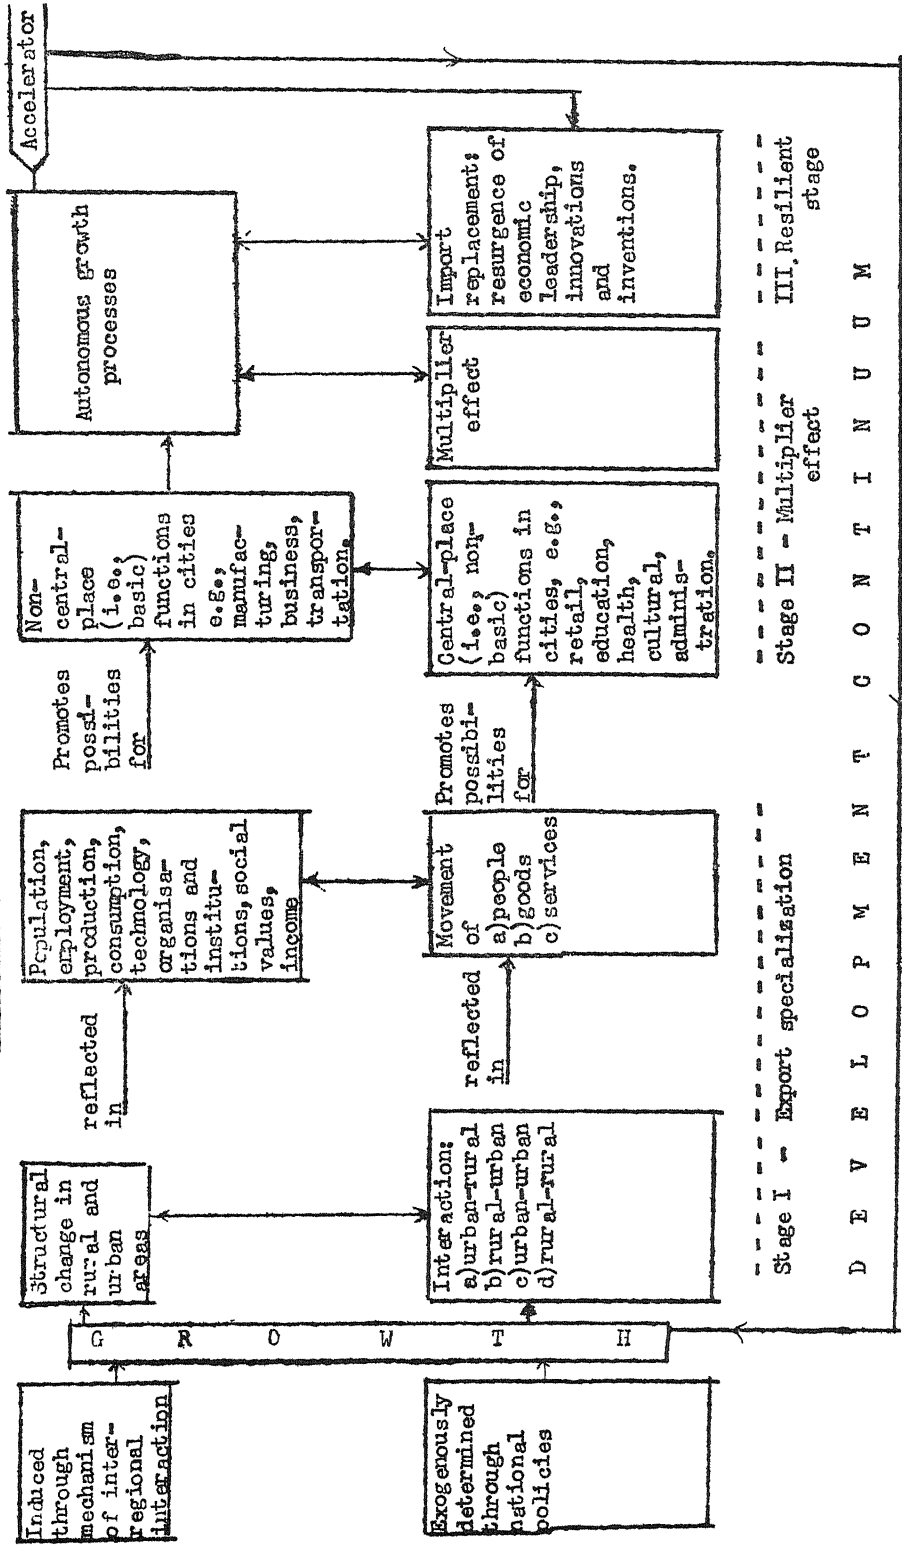 Induced
through
mechanism
of inter-
regional
interaction
Exogenously
determined
through
national
policies
G R O W T H
Structural
change in
rural and
urban
areas
Interaction:
a)urban-rural
b)rural-urban
c)urban-urban
d)rural-rural
reflected
in
reflected
in
Population,
employment,
production,
consumption,
technology,
organisa-
tions and
institu-
tions, social
values,
income
Movement
of
a)people
b)goods
c)services
Promotes
possi-
bilities
for
Promotes
possibi-
lities
for
Non-
central-
place
(i.e.,
basic)
functions
in cities
e.g.,
manufac-
turing,
business,
transpor-
tation.
Central-place
(i.e., non-
basic)
functions in
cities, e.g.,
retail,
education,
health,
cultural,
adminis-
tration.
Autonomous growth
processes
Multiplier
effect
Import
replacement:
resurgence of
economic
leadership,
innovations
and
inventions.
Accelerator
Stage I - Export specialization
Stage II - Multiplier
effect
III. Resilient
stage
D E V E L O P M E N T C O N T I N U U M